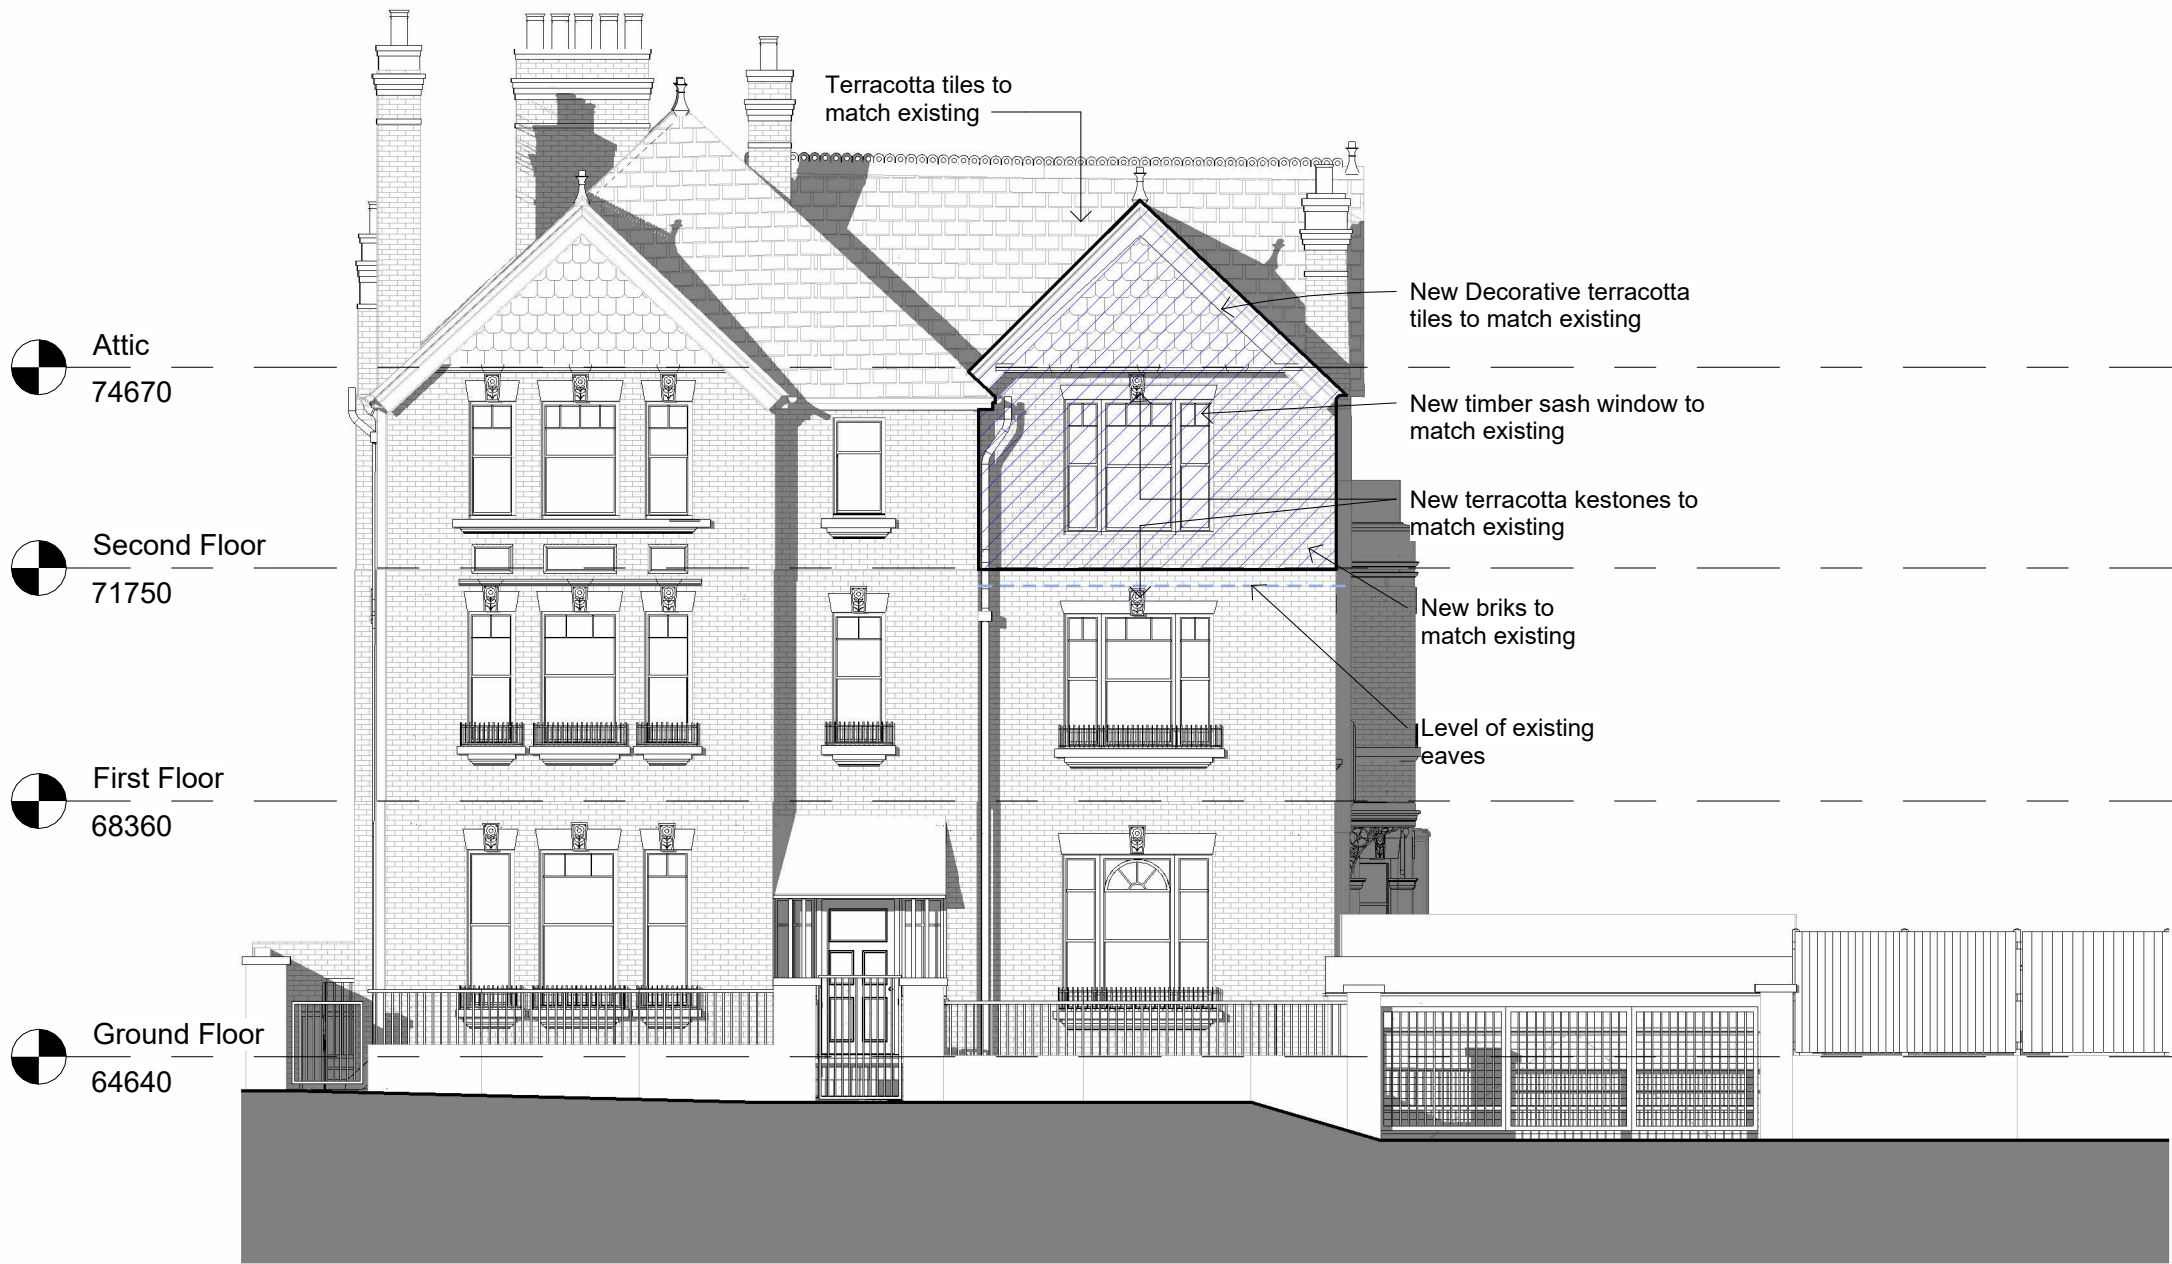 Terracotta tiles to
match existing
New Decorative terracotta
tiles to match existing
Attic
74670
New timber sash window to
match existing
New terracotta kestones to
match existing
Second Floor
71750
New briks to
match existing
Level of existing
eaves
First Floor
68360
Ground Floor
64640